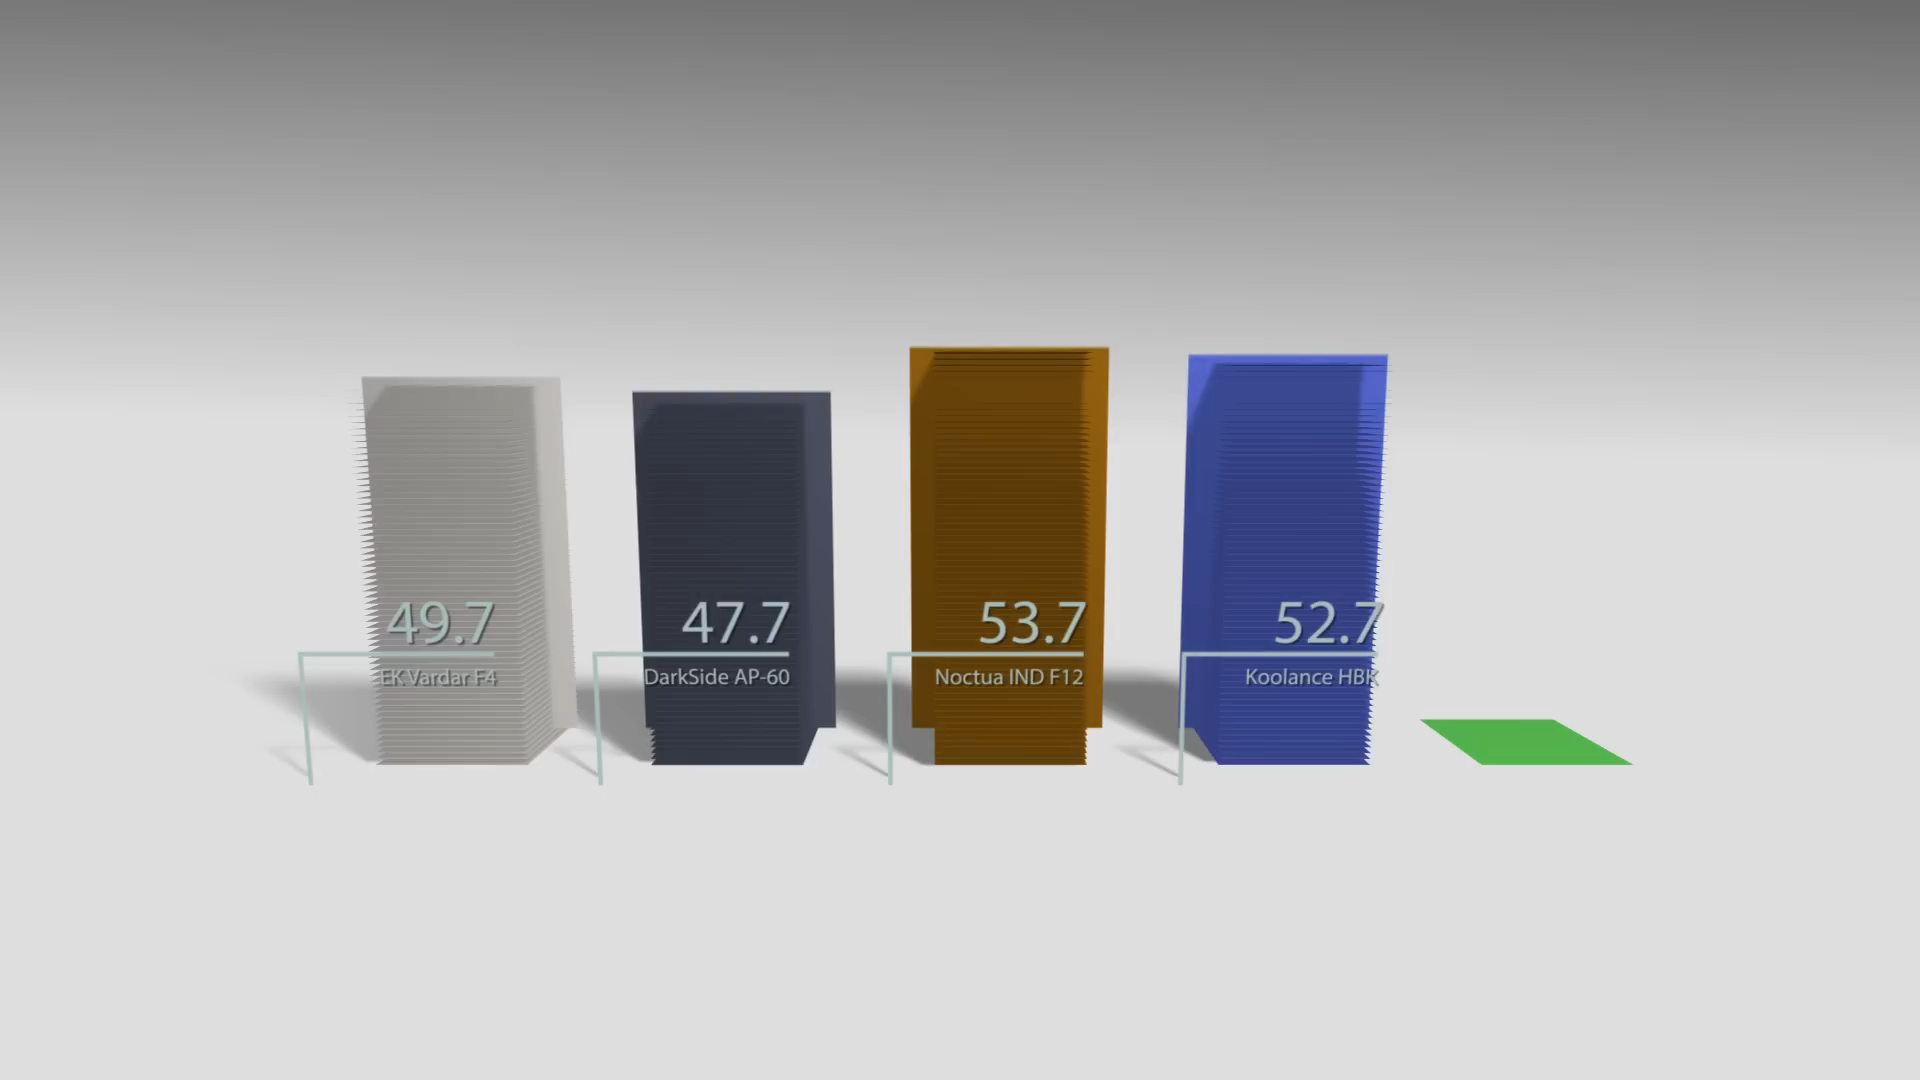 49.7
EK Vardar F4
47.7
DarkSide AP-60
53.7
Noctua IND F12
52.7
Koolance HBK